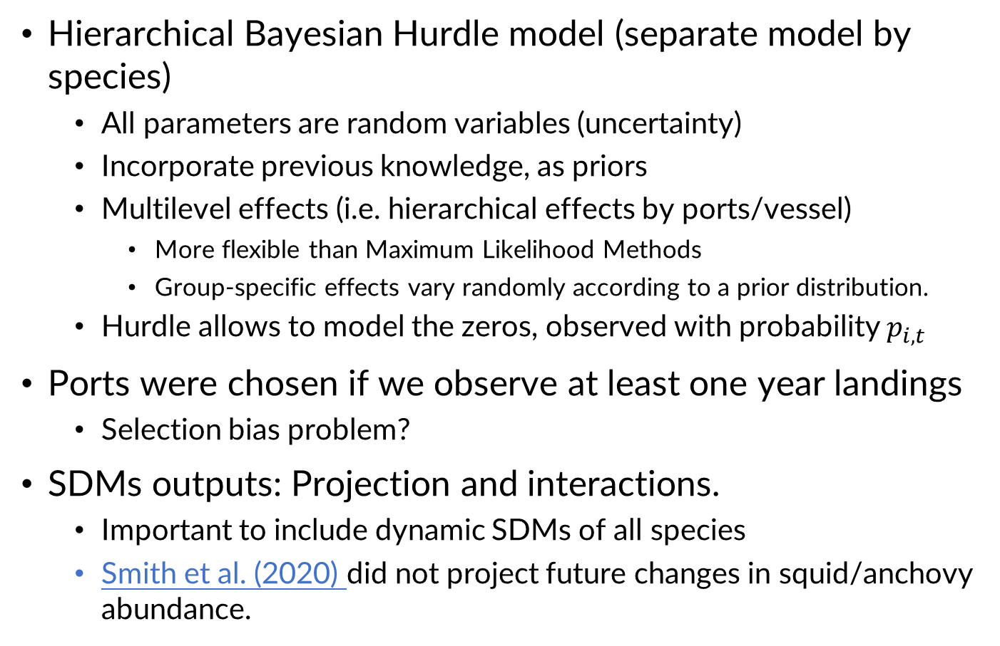 • Hierarchical Bayesian Hurdle model (separate model by
species)
• All parameters are random variables (uncertainty)
• Incorporate previous knowledge, as priors
• Multilevel effects (i.e. hierarchical effects by ports/vessel)
• More flexible than Maximum Likelihood Methods
• Group-specific effects vary randomly according to a prior distribution.
• Hurdle allows to model the zeros, observed with probability p_{i,t}
• Ports were chosen if we observe at least one year landings
• Selection bias problem?
• SDMs outputs: Projection and interactions.
• Important to include dynamic SDMs of all species
• Smith et al. (2020) did not project future changes in squid/anchovy
abundance.